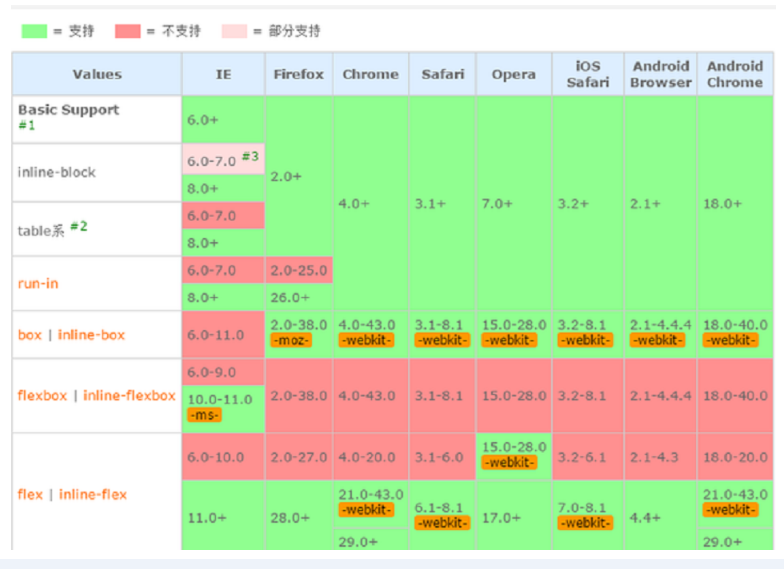 = 支持 = 不支持 = 部分支持
Values IE Firefox Chrome Safari Opera iOS Safari Android Browser Android Chrome
Basic Support
#1
6.0+
inline-block
6.0-7.0 #3
8.0+
2.0+
table系 #2
6.0-7.0
8.0+
4.0+ 3.1+ 7.0+ 3.2+ 2.1+ 18.0+
run-in
6.0-7.0 2.0-25.0
8.0+ 26.0+
box | inline-box
6.0-11.0
2.0-38.0 4.0-43.0 3.1-8.1 15.0-28.0 3.2-8.1 2.1-4.4.4 18.0-40.0
-moz- -webkit- -webkit- -webkit- -webkit- -webkit- -webkit-
flexbox | inline-flexbox
6.0-9.0
10.0-11.0
-ms-
2.0-38.0 4.0-43.0 3.1-8.1 15.0-28.0 3.2-8.1 2.1-4.4.4 18.0-40.0
flex | inline-flex
6.0-10.0 2.0-27.0 4.0-20.0 3.1-6.0 15.0-28.0 3.2-6.1 2.1-4.3 18.0-20.0
-webkit-
11.0+ 28.0+ 21.0-43.0 6.1-8.1 17.0+ 7.0-8.1 4.4+ 21.0-43.0
-webkit- -webkit- -webkit- -webkit-
29.0+ 29.0+